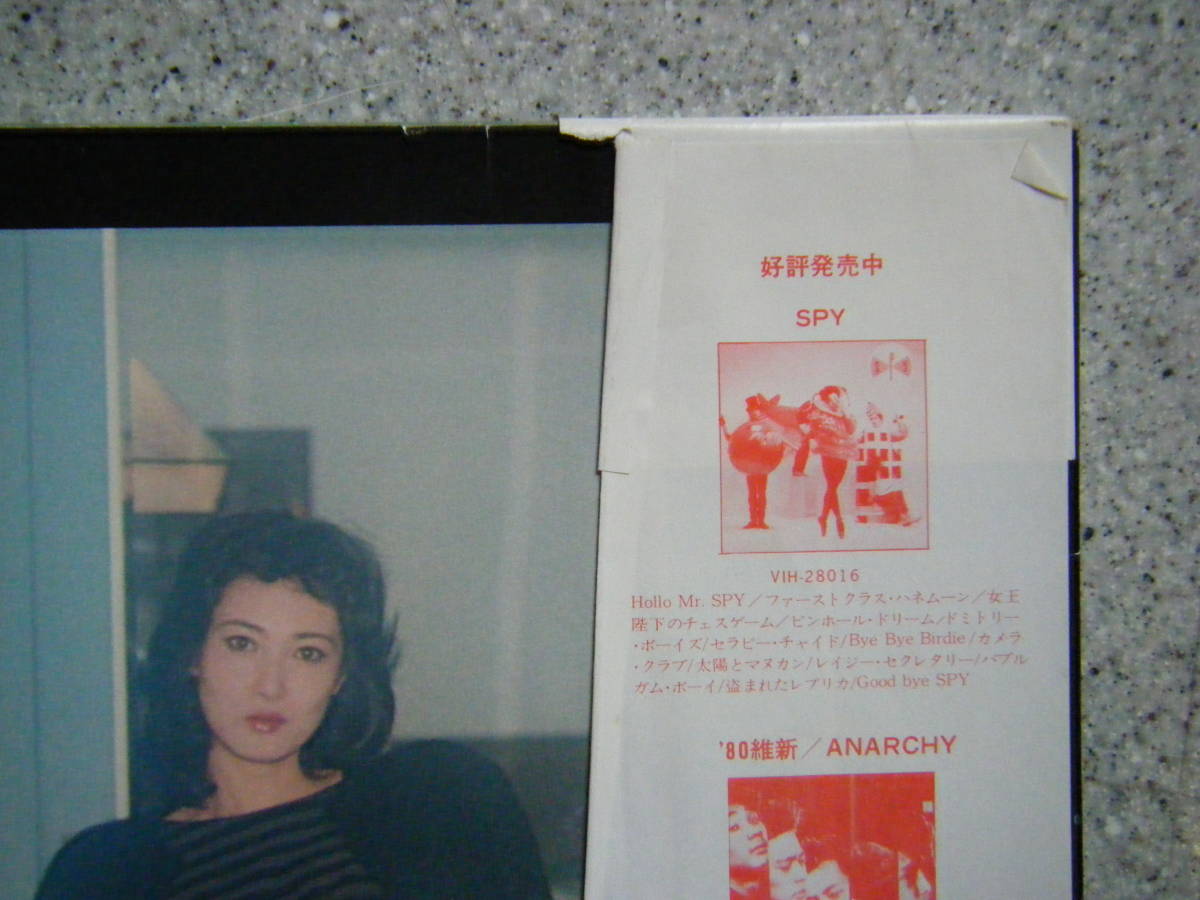 好評発売中
SPY
VIH-28016
Hollo Mr. SPY／ファーストクラス・ハネムーン／女王
陛下のチェスゲーム／ピンホール・ドリーム／ドミトリー
・ボーイズ/セラピー・チャイド/Bye Bye Birdie/カメラ
・クラブ/太陽とマヌカン/レイジー・セクレタリー/バブル
ガム・ボーイ/盗まれたレプリカ/Good bye SPY
'80維新／ANARCHY